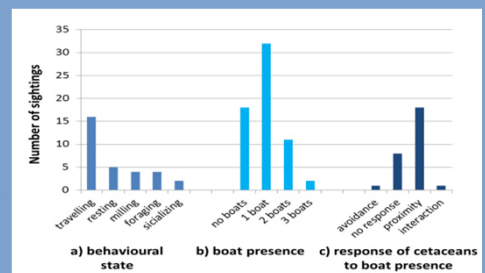 Number of sightings
35
30
25
20
15
10
5
0
travelling
resting
milling
foraging
sicializing
no boats
1 boat
2 boats
3 boats
avoidance
no response
proximity
interaction
a) behavioural
state
b) boat presence
c) response of cetaceans
to boat presence